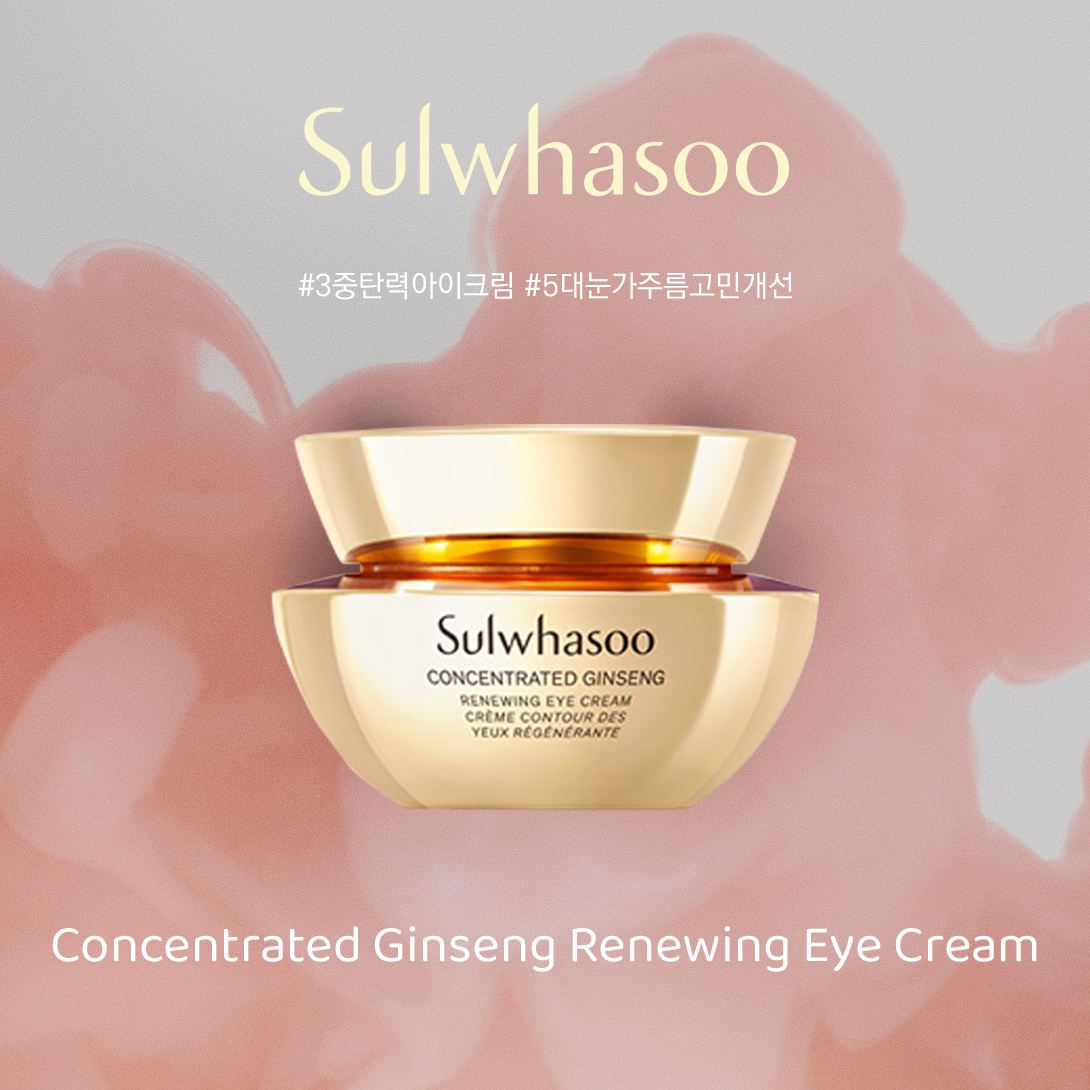 Sulwhasoo
#3중탄력아이크림 #5대눈가주름고민개선
Sulwhasoo
CONCENTRATED GINSENG
RENEWING EYE CREAM
CRÈME CONTOUR DES
YEUX RÉGÉNÉRANTE
Concentrated Ginseng Renewing Eye Cream